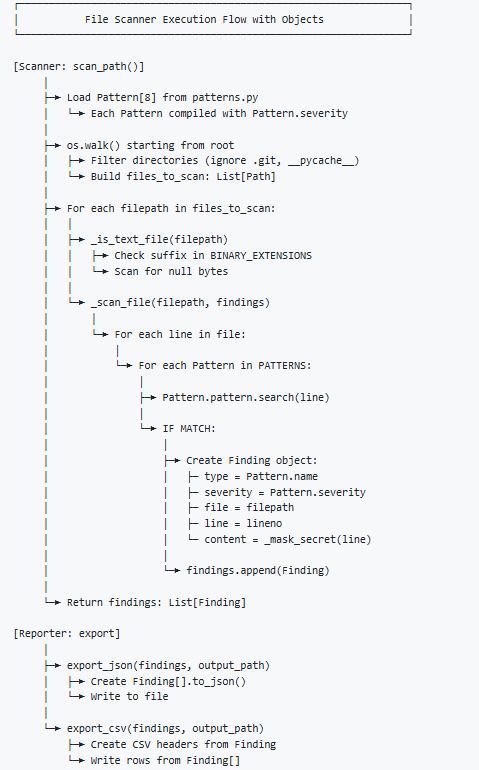 File Scanner Execution Flow with Objects
[Scanner: scan_path()]
Load Pattern[8] from patterns.py
Each Pattern compiled with Pattern.severity
os.walk() starting from root
Filter directories (ignore .git, __pycache__)
Build files_to_scan: List[Path]
For each filepath in files_to_scan:
_is_text_file(filepath)
Check suffix in BINARY_EXTENSIONS
Scan for null bytes
_scan_file(filepath, findings)
For each line in file:
For each Pattern in PATTERNS:
Pattern.pattern.search(line)
IF MATCH:
Create Finding object:
type = Pattern.name
severity = Pattern.severity
file = filepath
line = lineno
content = _mask_secret(line)
findings.append(Finding)
Return findings: List[Finding]
[Reporter: export]
export_json(findings, output_path)
Create Finding[].to_json()
Write to file
export_csv(findings, output_path)
Create CSV headers from Finding
Write rows from Finding[]